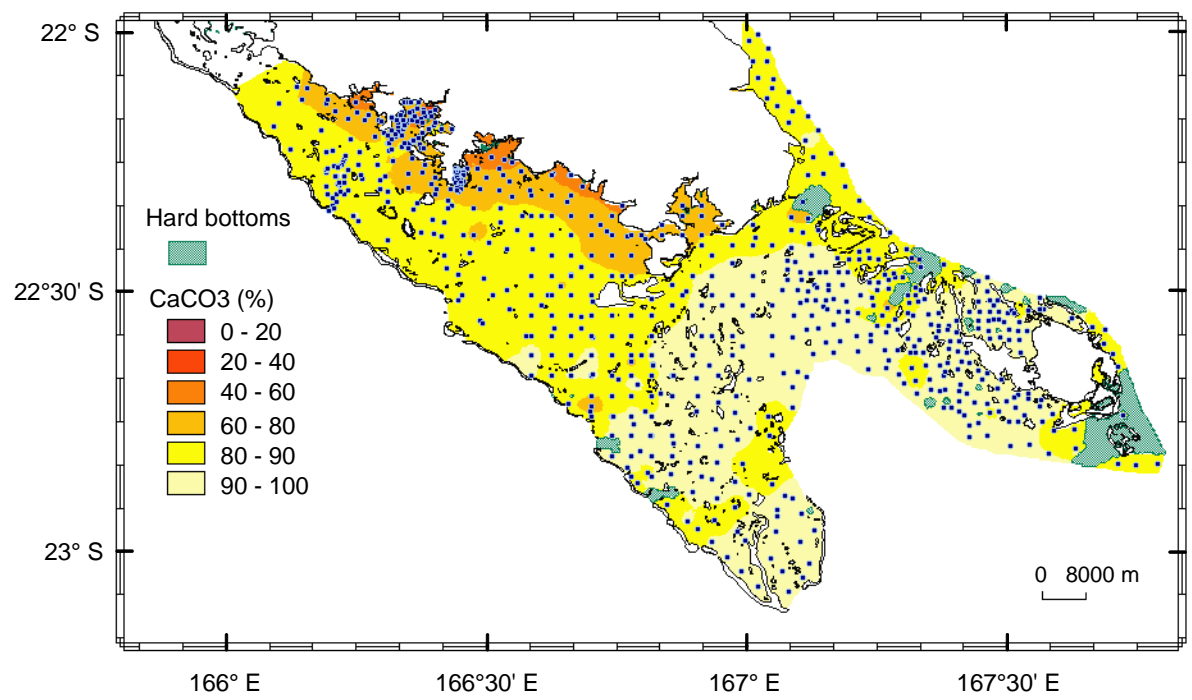 22° S
Hard bottoms
22°30' S
CaCO3 (%)
0 - 20
20 - 40
40 - 60
60 - 80
80 - 90
90 - 100
23° S
0 8000 m
166° E
166°30' E
167° E
167°30' E